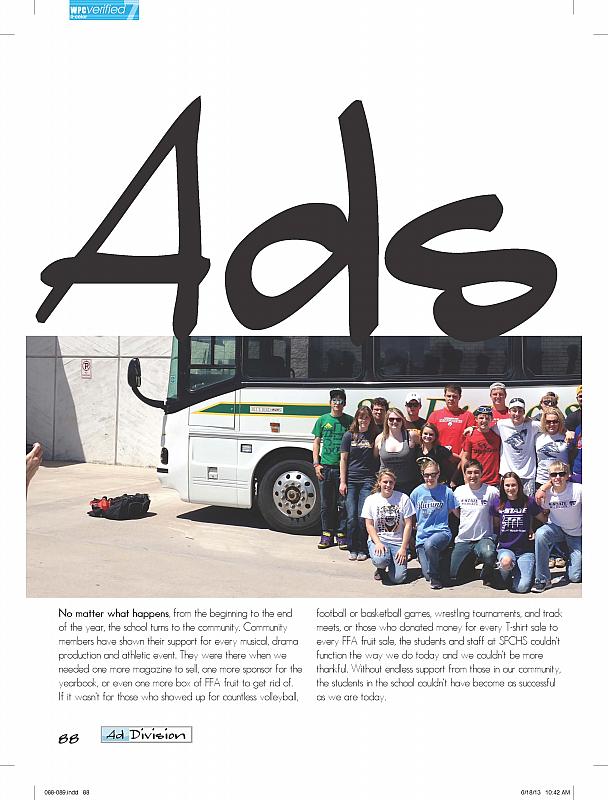 WPC verified 7
4-color
Ads
No matter what happens, from the beginning to the end
of the year, the school turns to the community. Community
members have shown their support for every musical, drama
production and athletic event. They were there when we
needed one more magazine to sell, one more sponsor for the
yearbook, or even one more box of FFA fruit to get rid of.
If it wasn't for those who showed up for countless volleyball,
football or basketball games, wrestling tournaments, and track
meets, or those who donated money for every T-shirt sale to
every FFA fruit sale, the students and staff at SFCHS couldn't
function the way we do today and we couldn't be more
thankful. Without endless support from those in our community,
the students in the school couldn't have become as successful
as we are today.
88
Ad Division
088-089.indd 88
6/18/13 10:42 AM